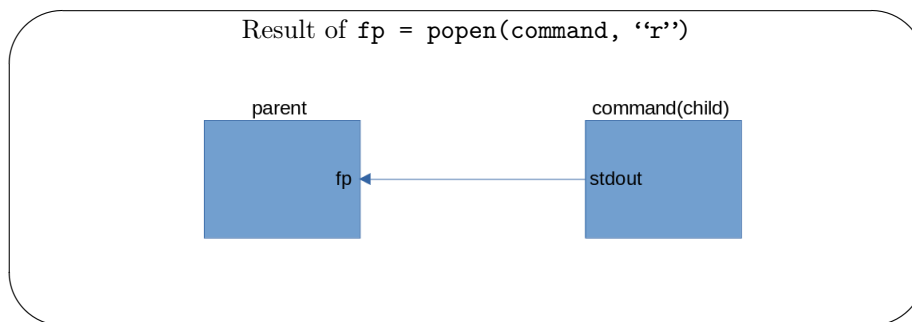 Result of fp = popen(command, “r”)
parent
command(child)
fp
stdout